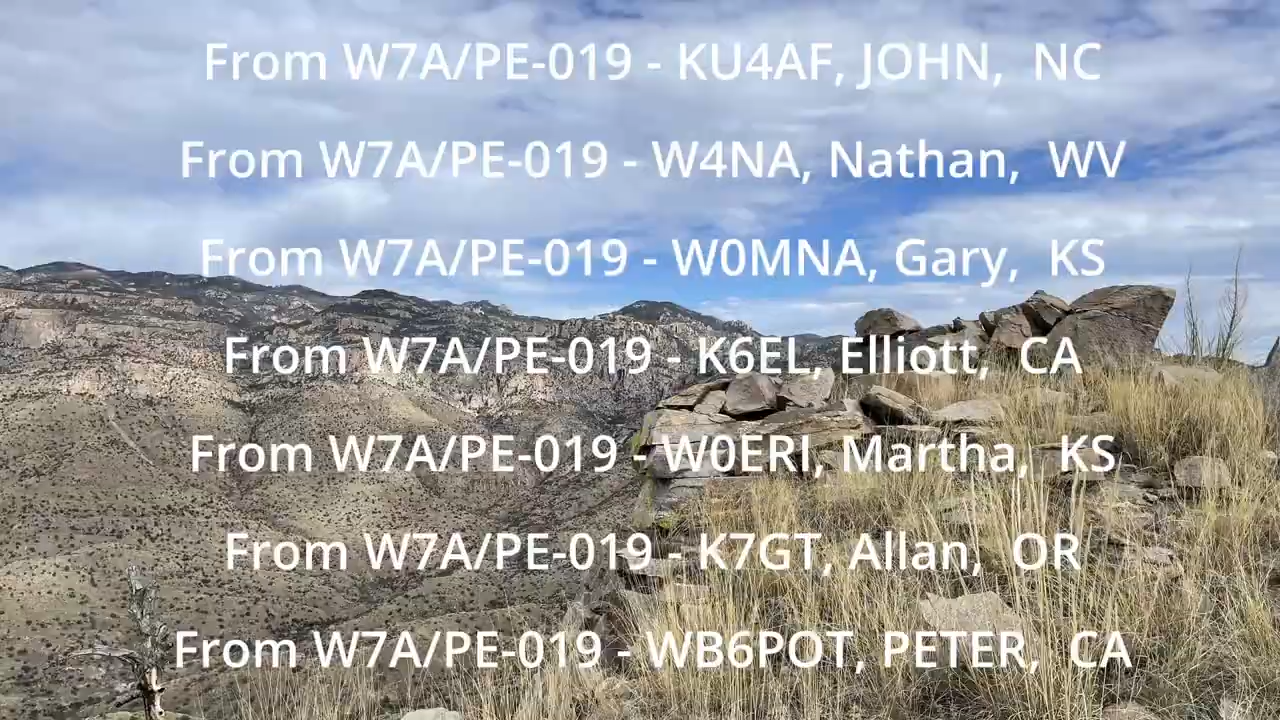 From W7A/PE-019 - KU4AF, JOHN,  NC
From W7A/PE-019 - W4NA, Nathan,  WV
From W7A/PE-019 - W0MNA, Gary,  KS
From W7A/PE-019 - K6EL, Elliott,  CA
From W7A/PE-019 - W0ERI, Martha,  KS
From W7A/PE-019 - K7GT, Allan,  OR
From W7A/PE-019 - WB6POT, PETER,  CA